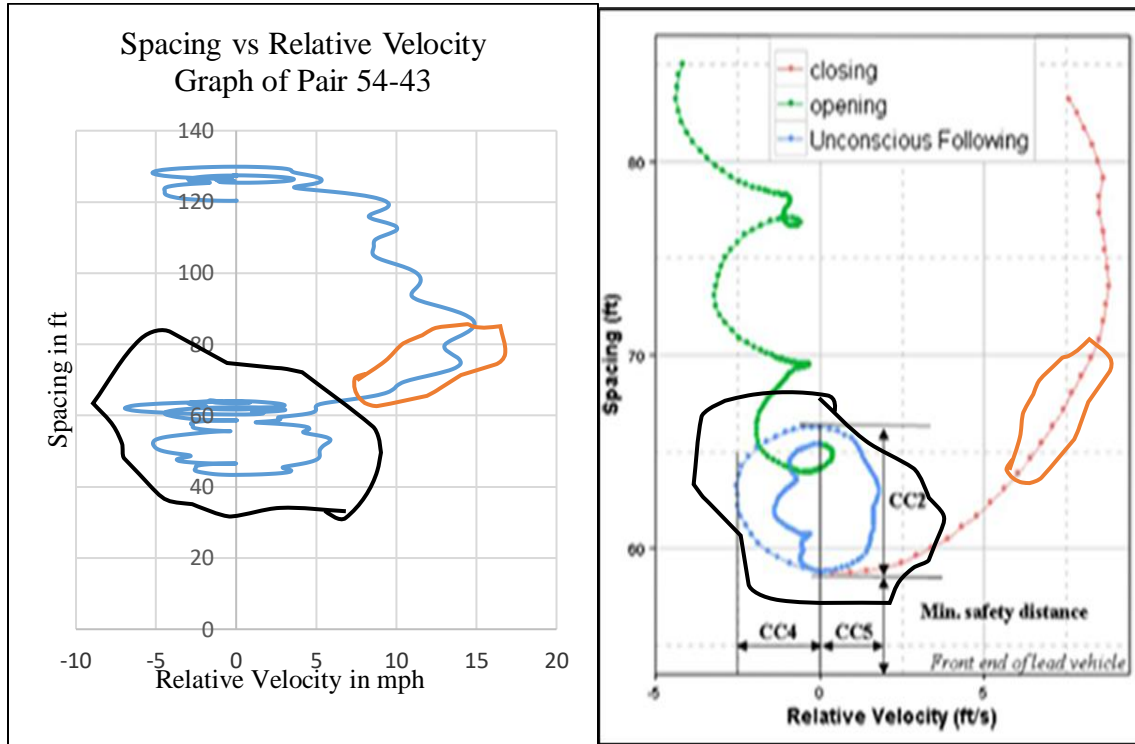 Spacing vs Relative Velocity
Graph of Pair 54-43
140
120
100
80
60
40
20
0
-10
-5
0
5
10
15
20
Spacing in ft
Relative Velocity in mph
closing
opening
Unconscious Following
80
70
60
Spacing (ft)
CC2
Min. safety distance
CC4
CC5
Front end of lead vehicle
-5
0
5
Relative Velocity (ft/s)